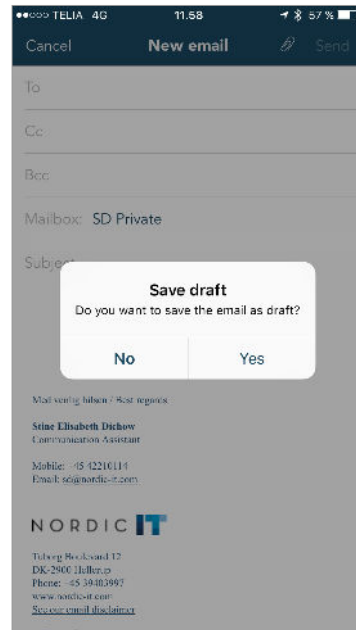 TELIA 4G 11.58 57 %
Cancel New email Send
To
Cc
Bcc
Mailbox: SD Private
Subject
Save draft
Do you want to save the email as draft?
No Yes
Med venlig hilsen / Best regards
Stine Elisabeth Dichow
Communication Assistant
Mobile: +45 42210114
Email: sd@nordic-it.com
NORDIC IT
Tuborg Boulevard 12
DK-2900 Hellerup
Phone: +45 39483997
www.nordic-it.com
See our email disclaimer